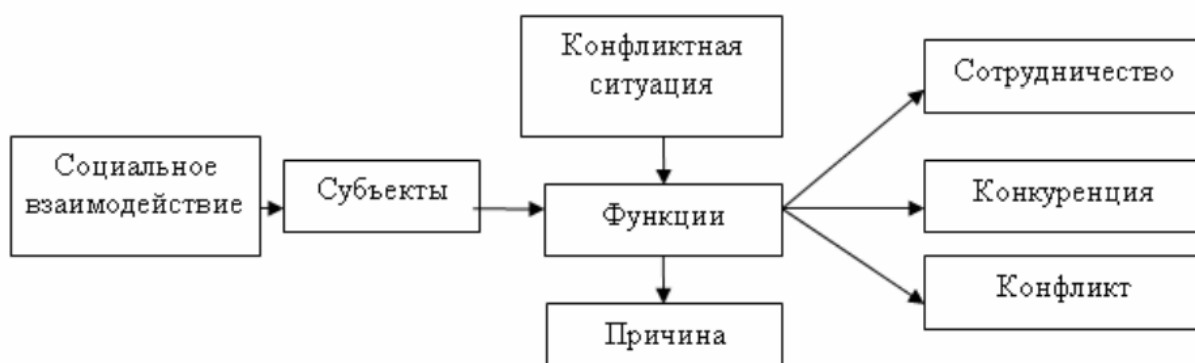 Конфликтная
ситуация
Сотрудничество
Социальное
взаимодействие
Субъекты
Функции
Конкуренция
Конфликт
Причина